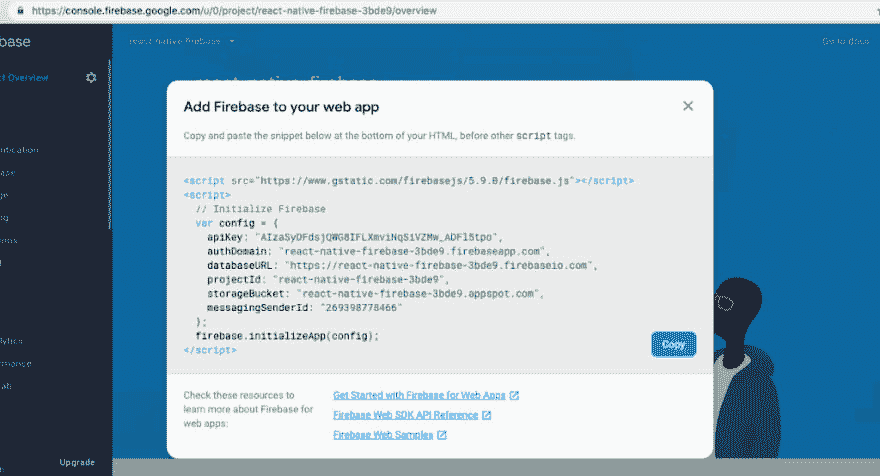 https://console.firebase.google.com/u/0/project/react-native-firebase-3bde9/overview
base
react-native-firebase
Go to docs
ct Overview
react-native-firebase
Add Firebase to your web app
Copy and paste the snippet below at the bottom of your HTML, before other script tags.
entication
<script src="https://www.gstatic.com/firebasejs/5.9.0/firebase.js"></script>
<script>
// Initialize Firebase
var config = {
apiKey:
authDomain: "react-native-firebase-3bde9.firebaseapp.com",
databaseURL: "https://react-native-firebase-3bde9.firebaseio.com",
projectId: "react-native-firebase-3bde9",
storageBucket: "react-native-firebase-3bde9.appspot.com",
messagingSenderId: "269398778466"
};
firebase.initializeApp(config);
</script>
Copy
lytics
rmance
ab
Check these resources to
learn more about Firebase for
web apps:
Get Started with Firebase for Web Apps
Firebase Web SDK API Reference
Firebase Web Samples
Upgrade